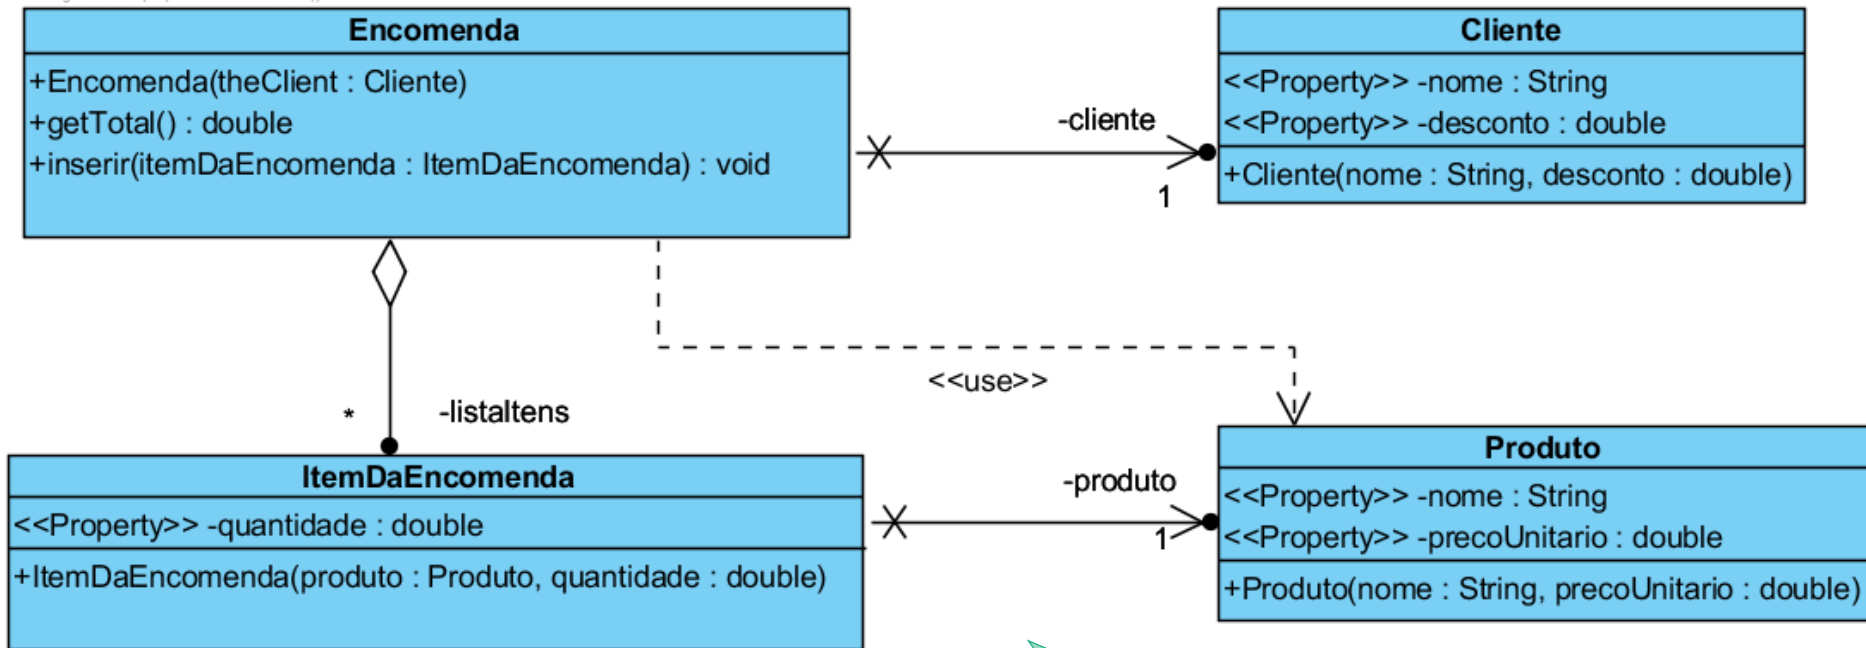 Encomenda
+Encomenda(theClient : Cliente)
+getTotal() : double
+inserir(itemDaEncomenda : ItemDaEncomenda) : void
Cliente
<<Property>> -nome : String
<<Property>> -desconto : double
+Cliente(nome : String, desconto : double)
-cliente
1
<<use>>
*
-listaItens
ItemDaEncomenda
<<Property>> -quantidade : double
+ItemDaEncomenda(produto : Produto, quantidade : double)
-produto
1
Produto
<<Property>> -nome : String
<<Property>> -precoUnitario : double
+Produto(nome : String, precoUnitario : double)